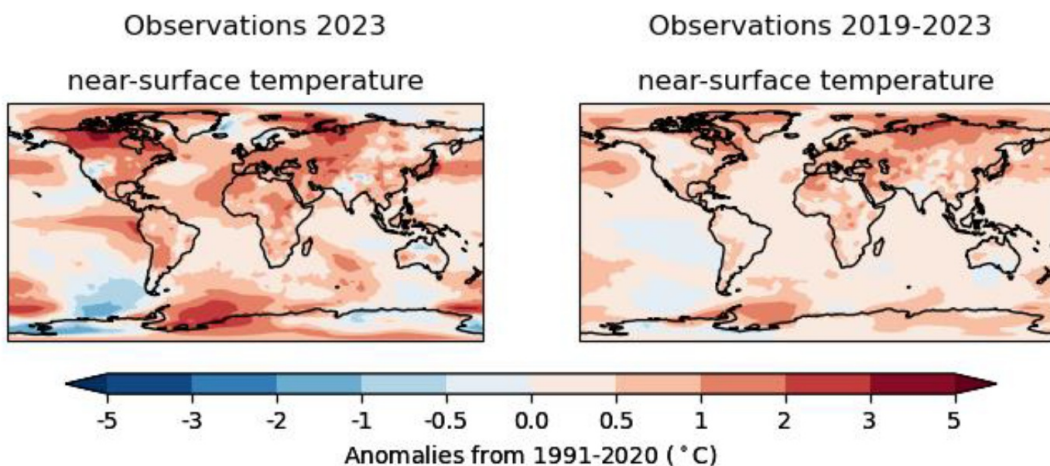 Observations 2023
near-surface temperature
Observations 2019-2023
near-surface temperature
-5 -3 -2 -1 -0.5 0.0 0.5 1 2 3 5
Anomalies from 1991-2020 (°C)